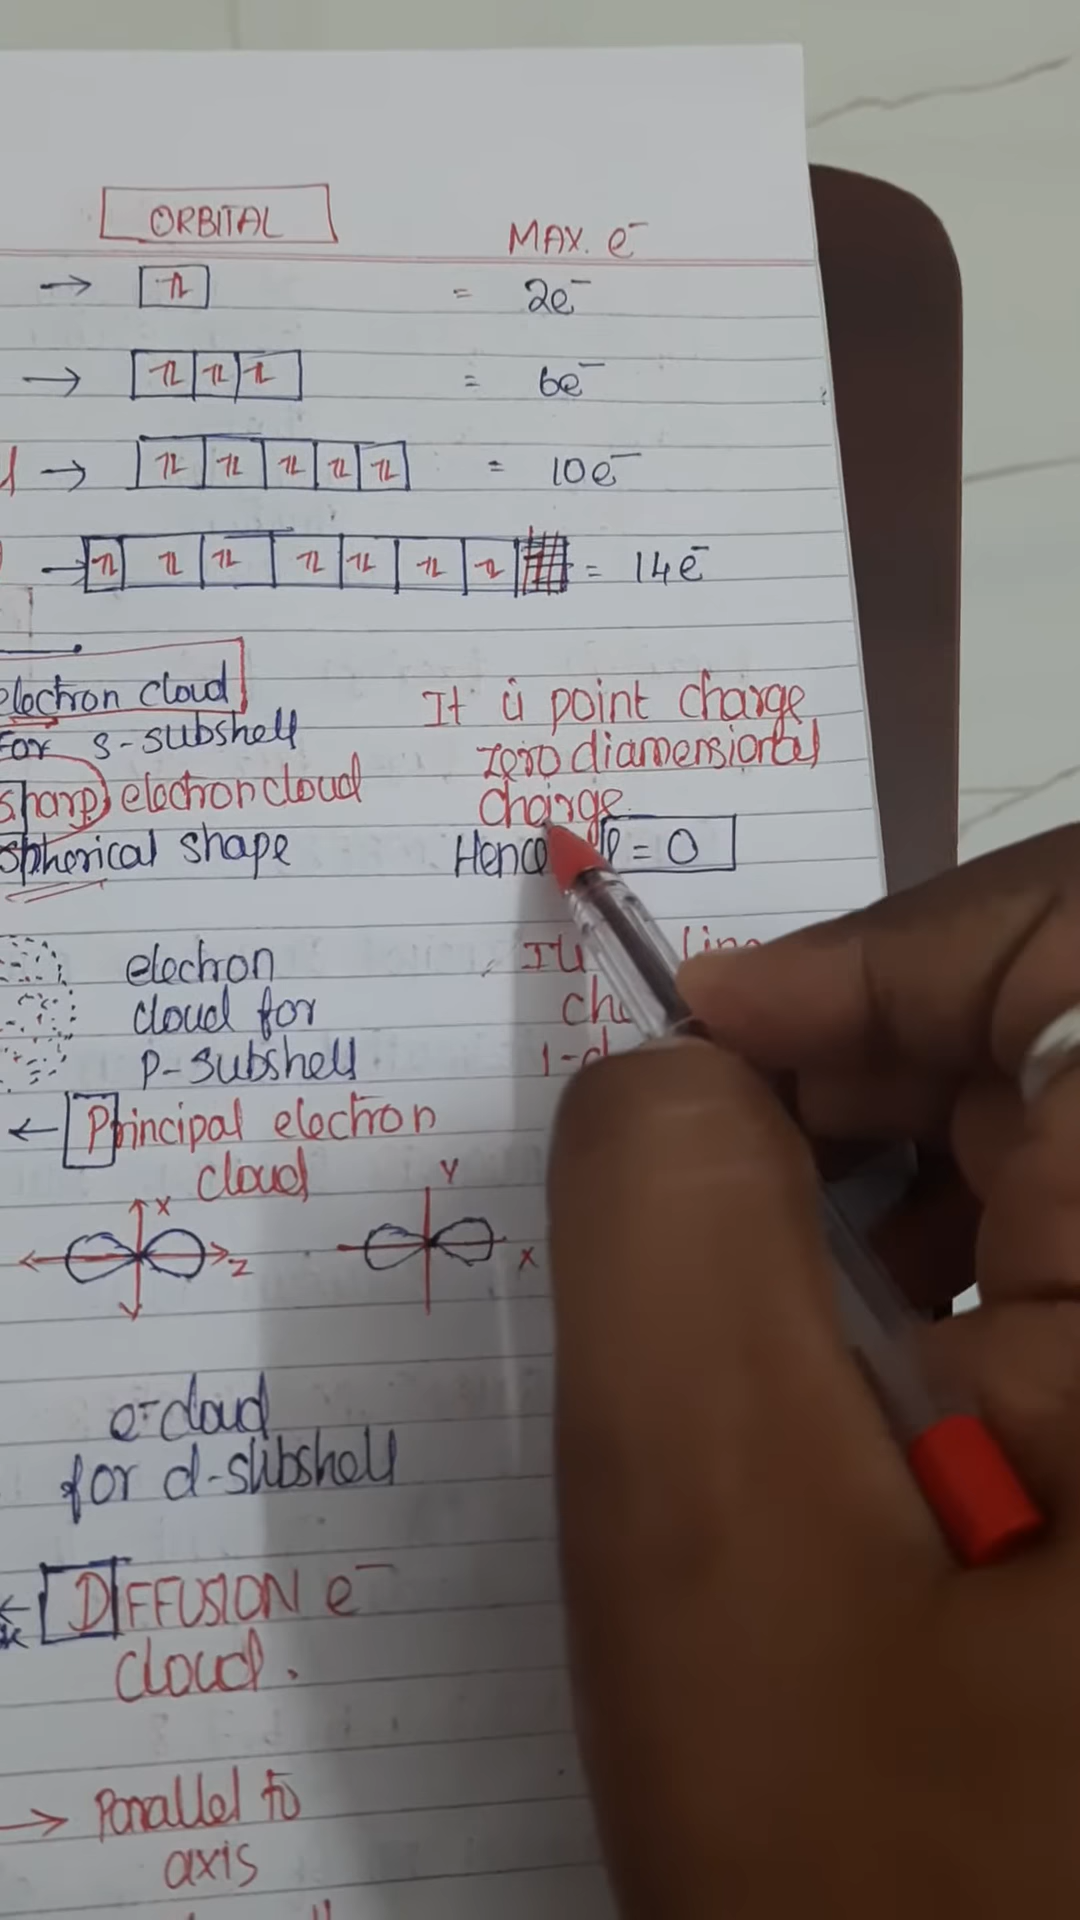 ORBITAL MAX. e⁻
→ ⥮ = 2e⁻
→ ⥮ ⥮ ⥮ = 6e⁻
→ ⥮ ⥮ ⥮ ⥮ ⥮ = 10e⁻
→ ⥮ ⥮ ⥮ ⥮ ⥮ ⥮ ⥮ = 14e⁻
electron cloud
for s-subshell
sharp electron cloud
spherical shape
It is point charge
zero diamensional
charge
Hence l = 0
electron
cloud for
p-subshell
← Principal electron
cloud
X
Z
Y
X
e⁻cloud
for d-subshell
← DIFFUSION e⁻
cloud.
→ Parallel to
axis